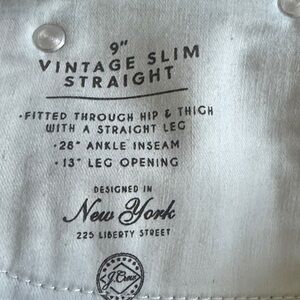 9"
VINTAGE SLIM
STRAIGHT
•FITTED THROUGH HIP & THIGH
WITH A STRAIGHT LEG
•28" ANKLE INSEAM
•13" LEG OPENING
DESIGNED IN
New York
225 LIBERTY STREET
J.Crew